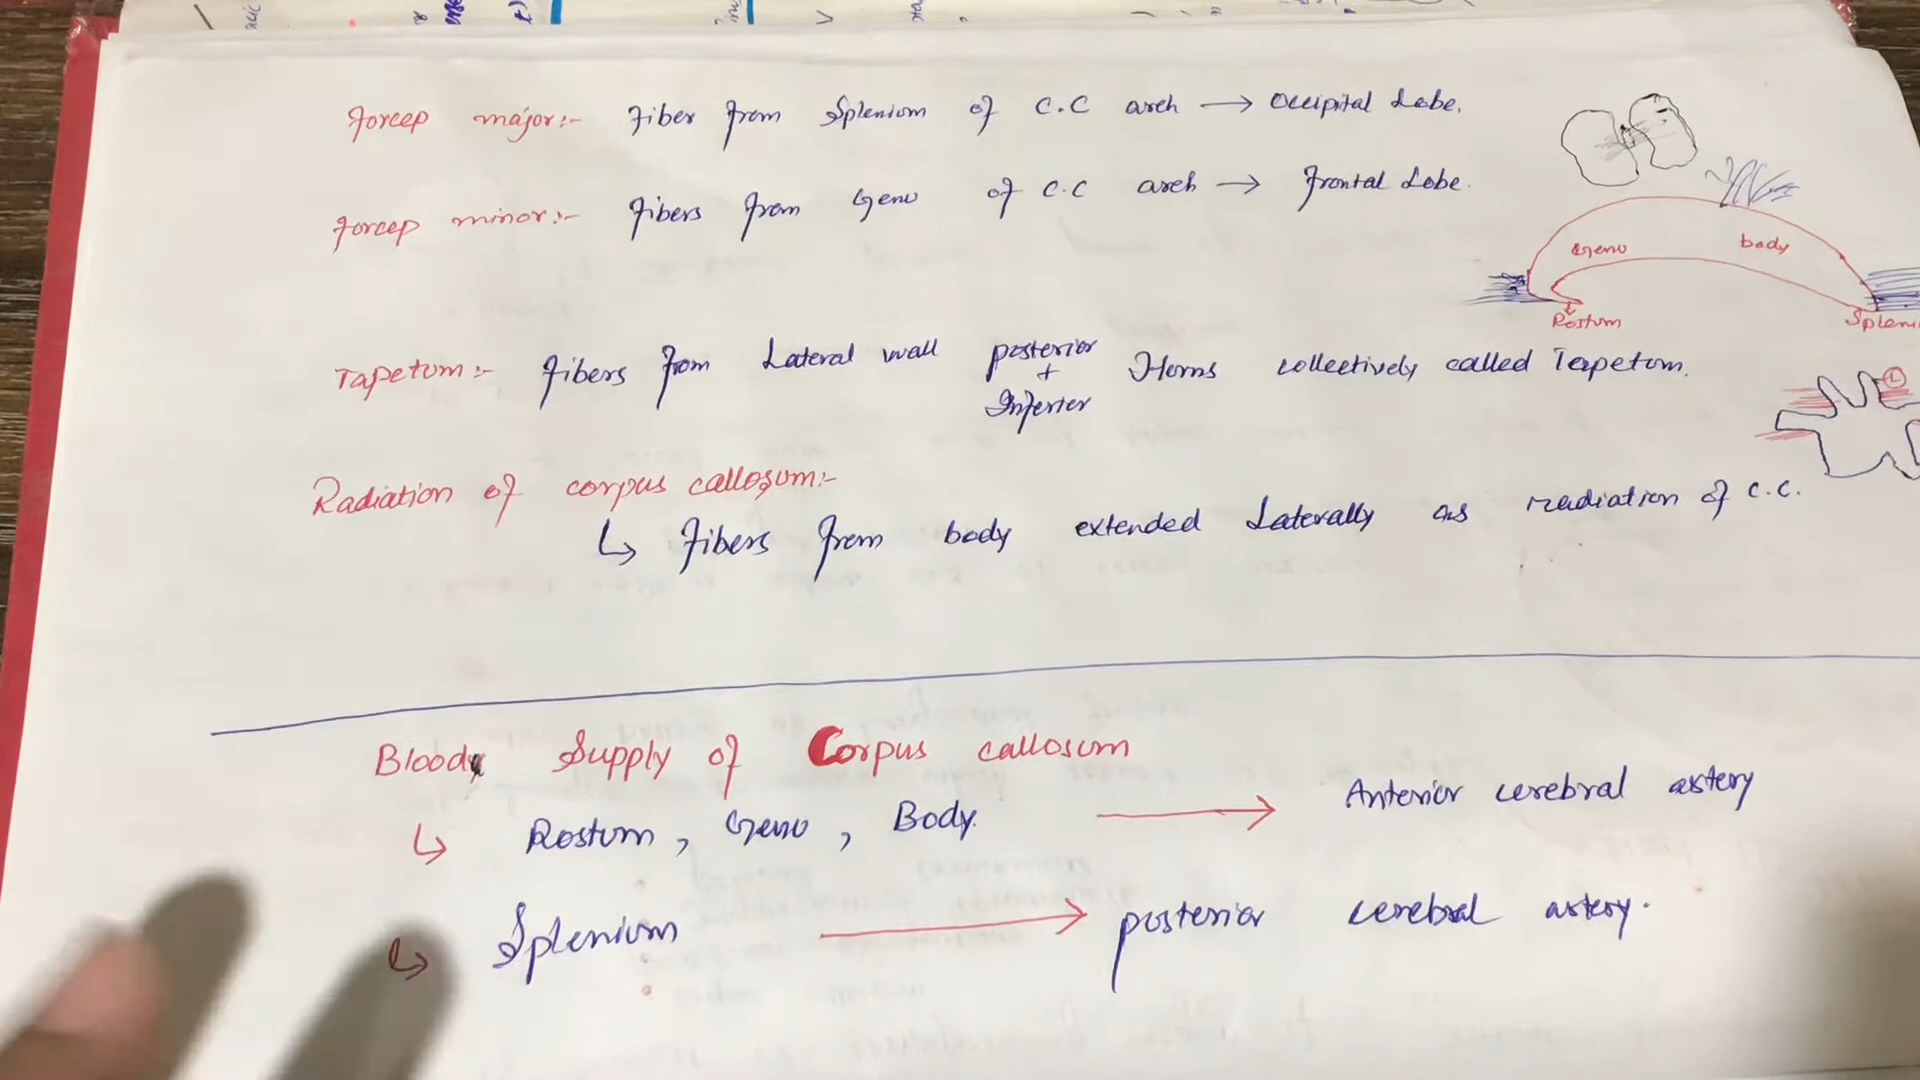 Forcep major:- Fiber from Splenium of C.C arch → Occipital Lobe.
Forcep minor:- Fibers from Genu of C.C arch → Frontal Lobe.
Genu body
Rostum Spleni
Tapetum:- Fibers from Lateral wall posterior + Inferior Horns collectively called Tapetum.
L
Radiation of corpus callosum:-
↳ Fibers from body extended Laterally as radiation of C.C.
Blood Supply of Corpus callosum
↳ Rostum, Genu, Body. → Anterior cerebral artery
↳ Splenium → posterior cerebral artery.